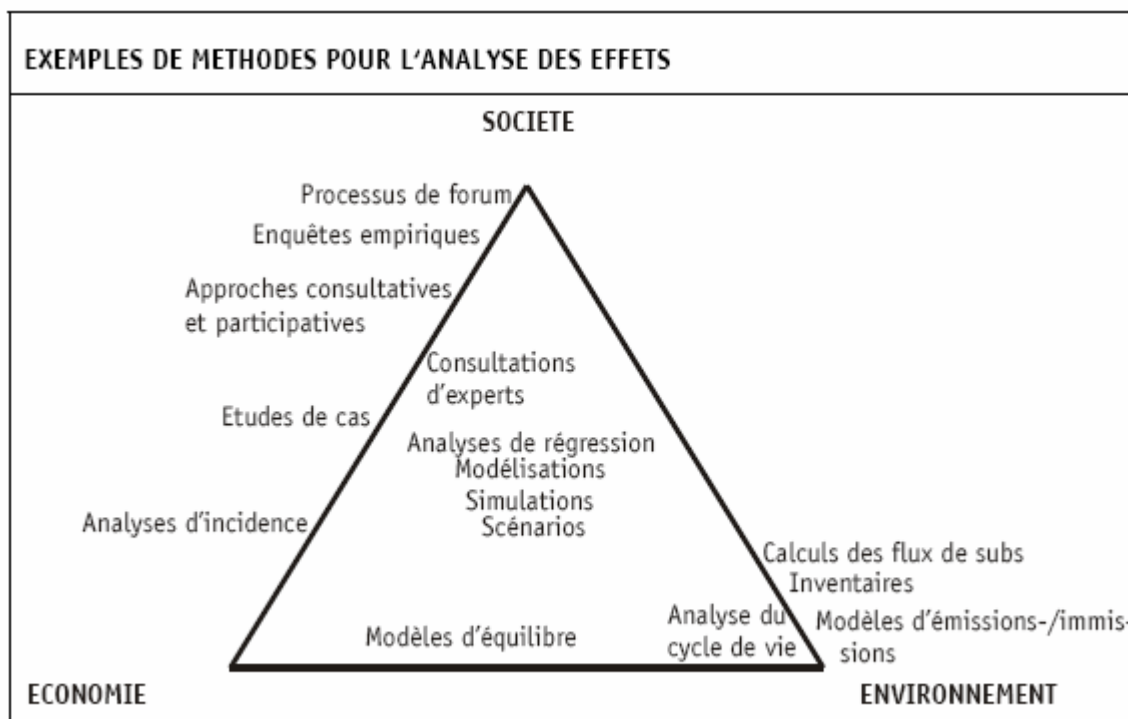 EXEMPLES DE METHODES POUR L'ANALYSE DES EFFETS
SOCIETE
Processus de forum
Enquêtes empiriques
Approches consultatives
et participatives
Consultations
d'experts
Etudes de cas
Analyses de régression
Modélisations
Simulations
Scénarios
Analyses d'incidence
Calculs des flux de subs
Inventaires
Modèles d'équilibre
Analyse du
cycle de vie
Modèles d'émissions-/immis-
sions
ECONOMIE
ENVIRONNEMENT